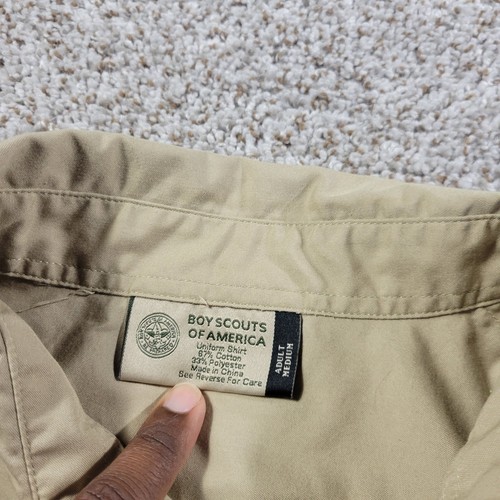 BOY SCOUTS
OF AMERICA
Uniform Shirt
67% Cotton
33% Polyester
Made in China
See Reverse For Care
ADULT
MEDIUM